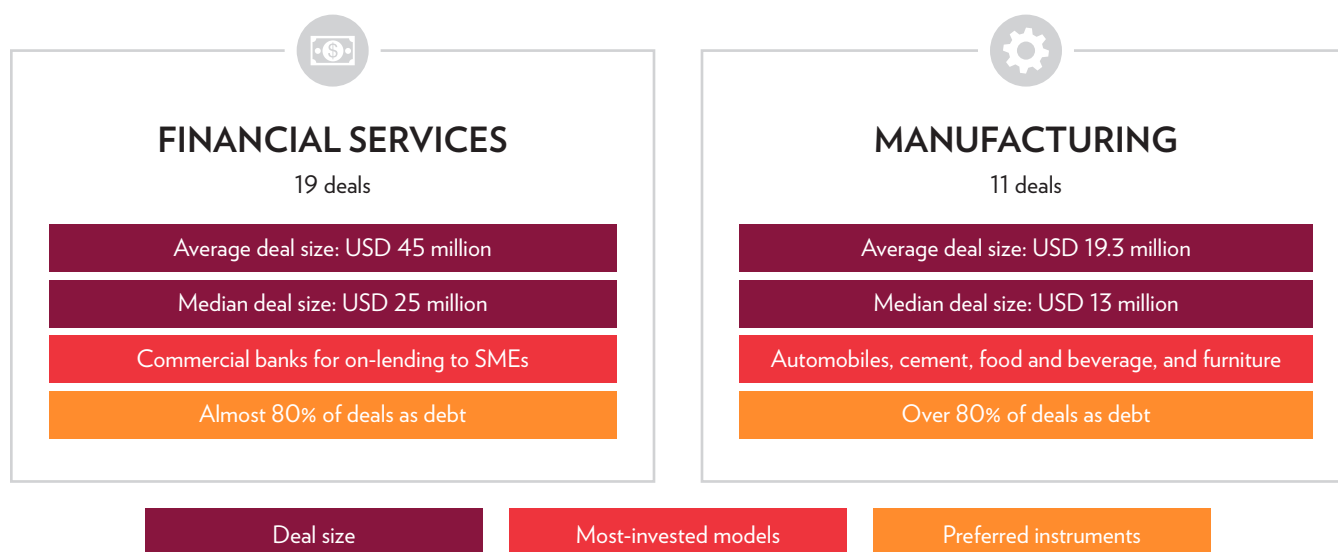 FINANCIAL SERVICES
19 deals
Average deal size: USD 45 million
Median deal size: USD 25 million
Commercial banks for on-lending to SMEs
Almost 80% of deals as debt
MANUFACTURING
11 deals
Average deal size: USD 19.3 million
Median deal size: USD 13 million
Automobiles, cement, food and beverage, and furniture
Over 80% of deals as debt
Deal size
Most-invested models
Preferred instruments